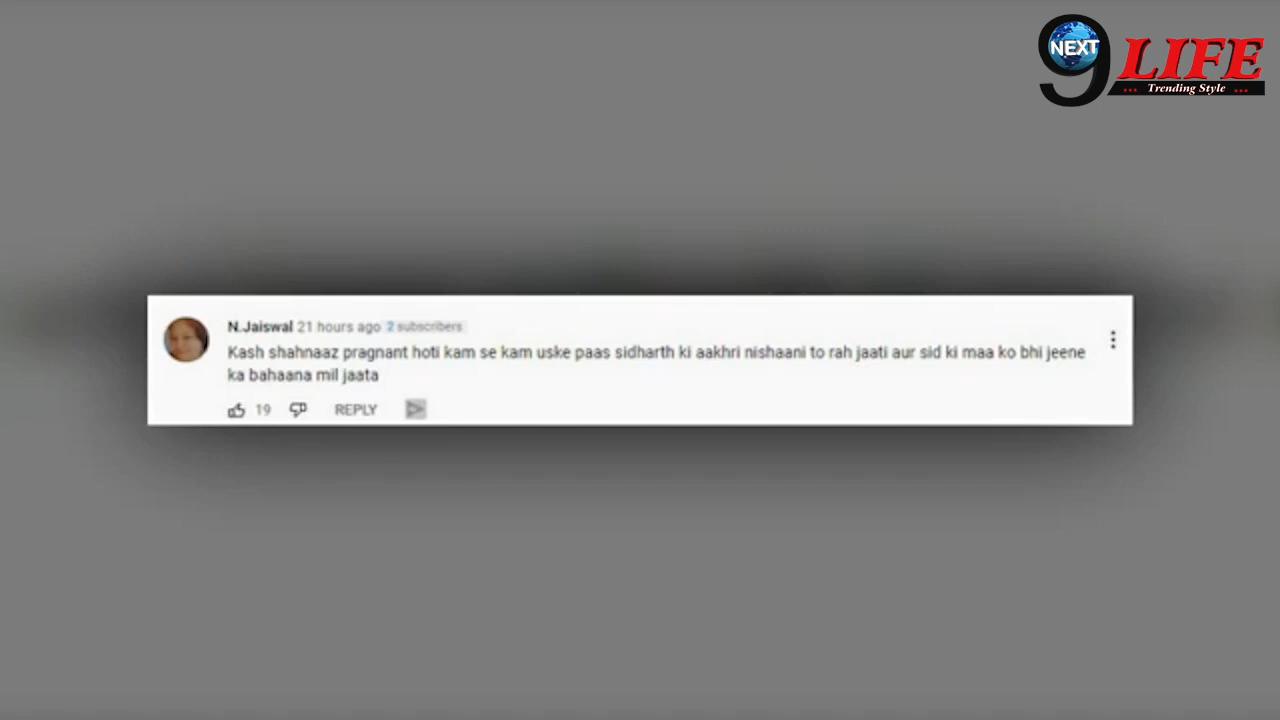 9
NEXT
LIFE
... Trending Style ...
N.Jaiswal 21 hours ago 2 subscribers
Kash shahnaaz pragnant hoti kam se kam uske paas sidharth ki aakhri nishaani to rah jaati aur sid ki maa ko bhi jeene
ka bahaana mil jaata
19 REPLY